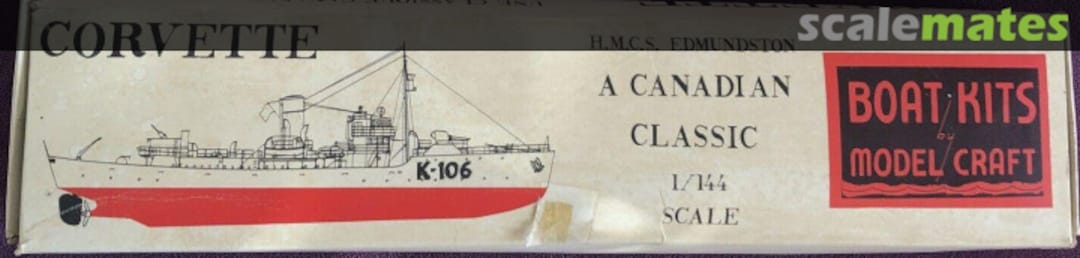 scalemates
CORVETTE
H.M.C.S. EDMUNDSTON
A CANADIAN
CLASSIC
1/144
SCALE
K-106
BOAT KITS
by
MODEL CRAFT